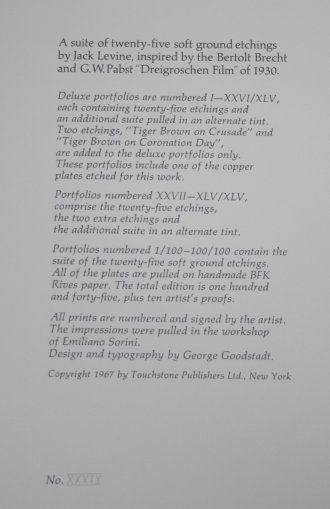 A suite of twenty-five soft ground etchings
by Jack Levine, inspired by the Bertolt Brecht
and G.W. Pabst "Dreigroschen Film" of 1930.
Deluxe portfolios are numbered I—XXVI/XLV,
each containing twenty-five etchings and
an additional suite pulled in an alternate tint.
Two etchings, "Tiger Brown on Crusade" and
"Tiger Brown on Coronation Day",
are added to the deluxe portfolios only.
These portfolios include one of the copper
plates etched for this work.
Portfolios numbered XXVII—XLV/XLV,
comprise the twenty-five etchings,
the two extra etchings and
the additional suite in an alternate tint.
Portfolios numbered 1/100—100/100 contain the
suite of the twenty-five soft ground etchings.
All of the plates are pulled on handmade BFK
Rives paper. The total edition is one hundred
and forty-five, plus ten artist's proofs.
All prints are numbered and signed by the artist.
The impressions were pulled in the workshop
of Emiliano Sorini.
Design and typography by George Goodstadt.
Copyright 1967 by Touchstone Publishers Ltd., New York
No. XXXIX